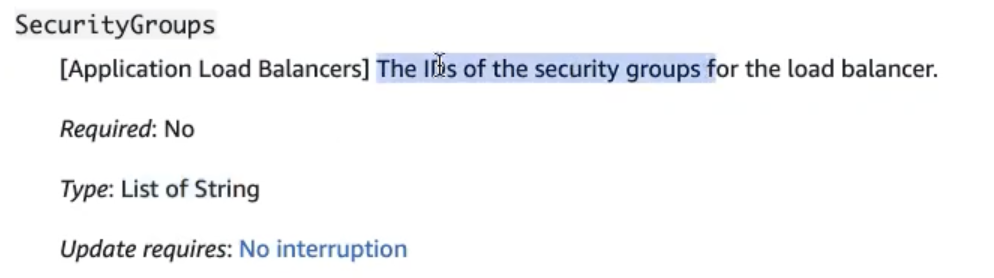 SecurityGroups
[Application Load Balancers] The IDs of the security groups for the load balancer.
Required: No
Type: List of String
Update requires: No interruption